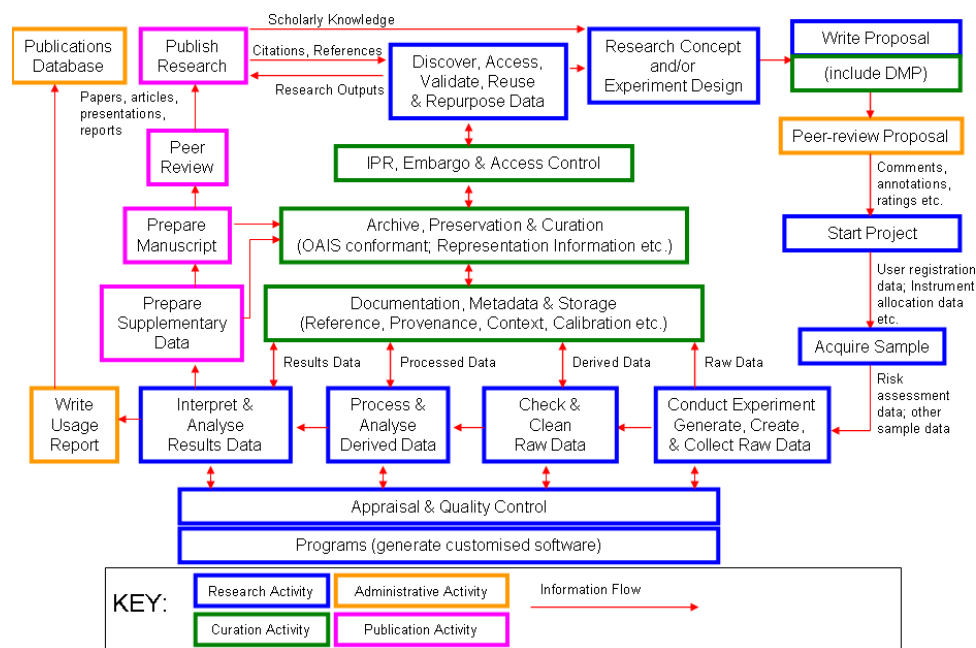 Scholarly Knowledge
Publications
Database
Publish
Research
Citations, References
Research Outputs
Discover, Access,
Validate, Reuse
& Repurpose Data
Research Concept
and/or
Experiment Design
Write Proposal
(include DMP)
Papers, articles,
presentations,
reports
Peer-review Proposal
Peer
Review
IPR, Embargo & Access Control
Comments,
annotations,
ratings etc.
Prepare
Manuscript
Archive, Preservation & Curation
(OAIS conformant; Representation Information etc.)
Start Project
User registration
data; Instrument
allocation data
etc.
Prepare
Supplementary
Data
Documentation, Metadata & Storage
(Reference, Provenance, Context, Calibration etc.)
Acquire Sample
Results Data
Processed Data
Derived Data
Raw Data
Risk
assessment
data; other
sample data
Write
Usage
Report
Interpret &
Analyse
Results Data
Process &
Analyse
Derived Data
Check &
Clean
Raw Data
Conduct Experiment
Generate, Create,
& Collect Raw Data
Appraisal & Quality Control
Programs (generate customised software)
KEY:
Research Activity
Administrative Activity
Information Flow
Curation Activity
Publication Activity